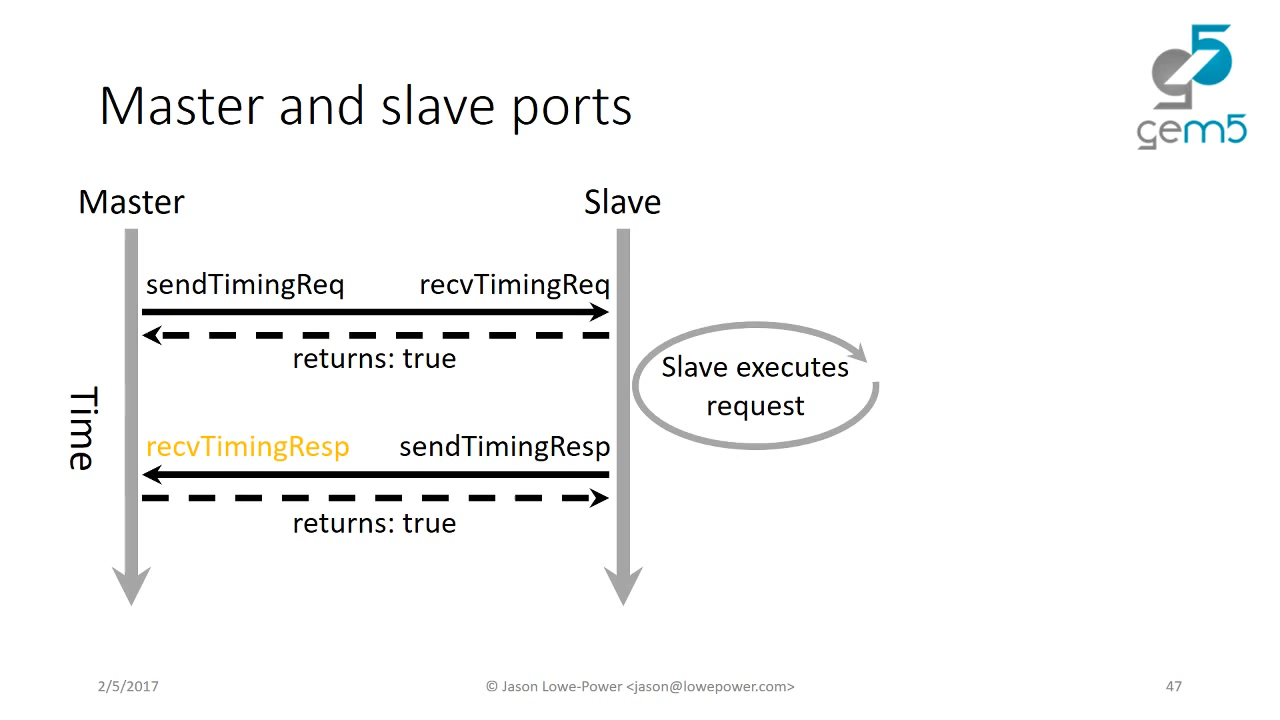 Master and slave ports
gem5
Master
Slave
sendTimingReq
recvTimingReq
returns: true
Slave executes
request
Time
recvTimingResp
sendTimingResp
returns: true
2/5/2017
© Jason Lowe-Power <jason@lowepower.com>
47